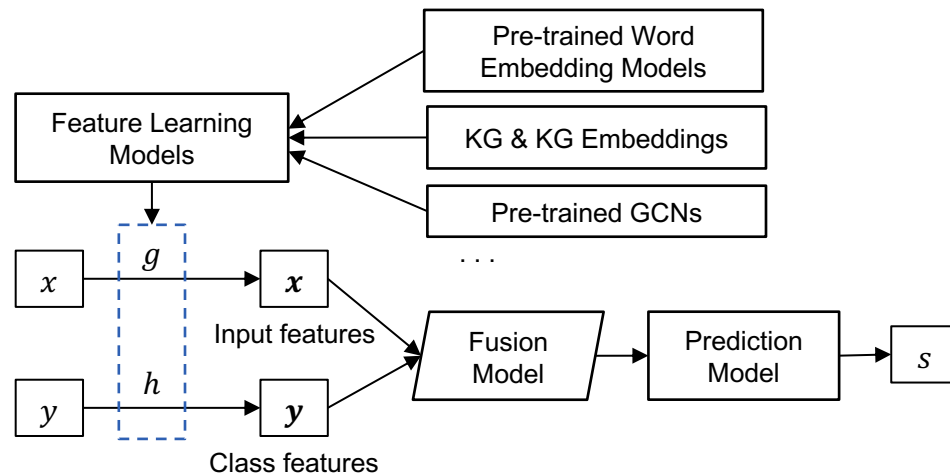 Pre-trained Word
Embedding Models
Feature Learning
Models
KG & KG Embeddings
Pre-trained GCNs
. . .
x
g
x
Input features
Fusion
Model
Prediction
Model
s
y
h
y
Class features